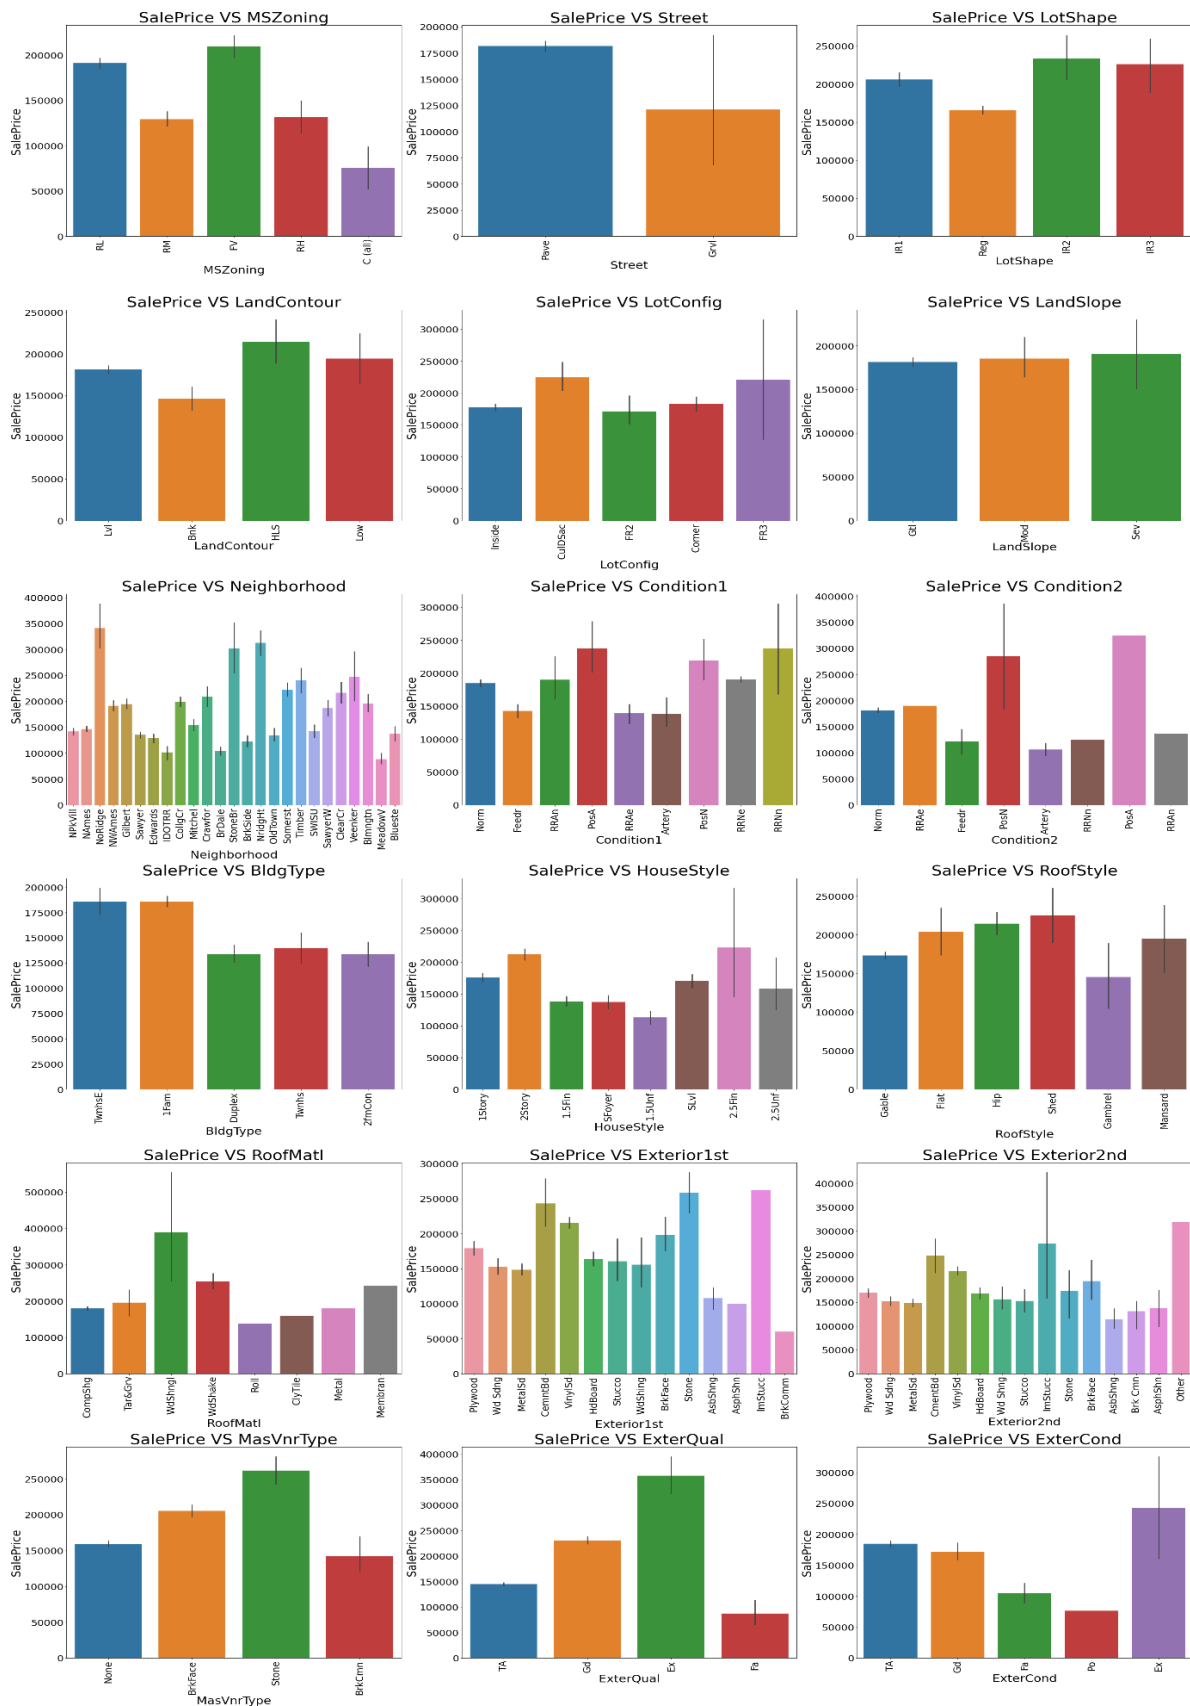 SalePrice VS MSZoning
SalePrice
200000
150000
100000
50000
0
RL
RM
FV
RH
C (all)
MSZoning
SalePrice VS Street
SalePrice
200000
175000
150000
125000
100000
75000
50000
25000
0
Pave
Grvl
Street
SalePrice VS LotShape
SalePrice
250000
200000
150000
100000
50000
0
IR1
Reg
IR2
IR3
LotShape
SalePrice VS LandContour
SalePrice
250000
200000
150000
100000
50000
0
Lvl
Bnk
HLS
Low
LandContour
SalePrice VS LotConfig
SalePrice
300000
250000
200000
150000
100000
50000
0
Inside
CulDSac
FR2
Corner
FR3
LotConfig
SalePrice VS LandSlope
SalePrice
200000
150000
100000
50000
0
Gtl
Mod
Sev
LandSlope
SalePrice VS Neighborhood
SalePrice
400000
350000
300000
250000
200000
150000
100000
50000
0
NPkVill
NAmes
NoRidge
NWAmes
Gilbert
Sawyer
Edwards
IDOTRR
CollgCr
Mitchel
Crawfor
BrDale
StoneBr
BrkSide
NridgHt
OldTown
Somerst
Timber
SWISU
SawyerW
ClearCr
Veenker
Blmngtn
MeadowV
Blueste
Neighborhood
SalePrice VS Condition1
SalePrice
300000
250000
200000
150000
100000
50000
0
Norm
Feedr
RRAn
PosA
RRAe
Artery
PosN
RRNe
RRNn
Condition1
SalePrice VS Condition2
SalePrice
400000
350000
300000
250000
200000
150000
100000
50000
0
Norm
RRAe
Feedr
PosN
Artery
RRNn
PosA
RRAn
Condition2
SalePrice VS BldgType
SalePrice
200000
175000
150000
125000
100000
75000
50000
25000
0
TwnhsE
1Fam
Duplex
Twnhs
2fmCon
BldgType
SalePrice VS HouseStyle
SalePrice
300000
250000
200000
150000
100000
50000
0
1Story
2Story
1.5Fin
SFoyer
1.5Unf
SLvl
2.5Fin
2.5Unf
HouseStyle
SalePrice VS RoofStyle
SalePrice
250000
200000
150000
100000
50000
0
Gable
Flat
Hip
Shed
Gambrel
Mansard
RoofStyle
SalePrice VS RoofMatl
SalePrice
500000
400000
300000
200000
100000
0
CompShg
Tar&Grv
WdShngl
WdShake
Roll
ClyTile
Metal
Membran
RoofMatl
SalePrice VS Exterior1st
SalePrice
300000
250000
200000
150000
100000
50000
0
Plywood
Wd Sdng
MetalSd
CemntBd
VinylSd
HdBoard
Stucco
WdShing
BrkFace
Stone
AsbShng
AsphShn
ImStucc
BrkComm
Exterior1st
SalePrice VS Exterior2nd
SalePrice
400000
350000
300000
250000
200000
150000
100000
50000
0
Plywood
Wd Sdng
MetalSd
CmentBd
VinylSd
HdBoard
Wd Shng
Stucco
ImStucc
Stone
BrkFace
AsbShng
Brk Cmn
AsphShn
Other
Exterior2nd
SalePrice VS MasVnrType
SalePrice
250000
200000
150000
100000
50000
0
None
BrkFace
Stone
BrkCmn
MasVnrType
SalePrice VS ExterQual
SalePrice
400000
350000
300000
250000
200000
150000
100000
50000
0
TA
Gd
Ex
Fa
ExterQual
SalePrice VS ExterCond
SalePrice
300000
250000
200000
150000
100000
50000
0
TA
Gd
Fa
Po
Ex
ExterCond